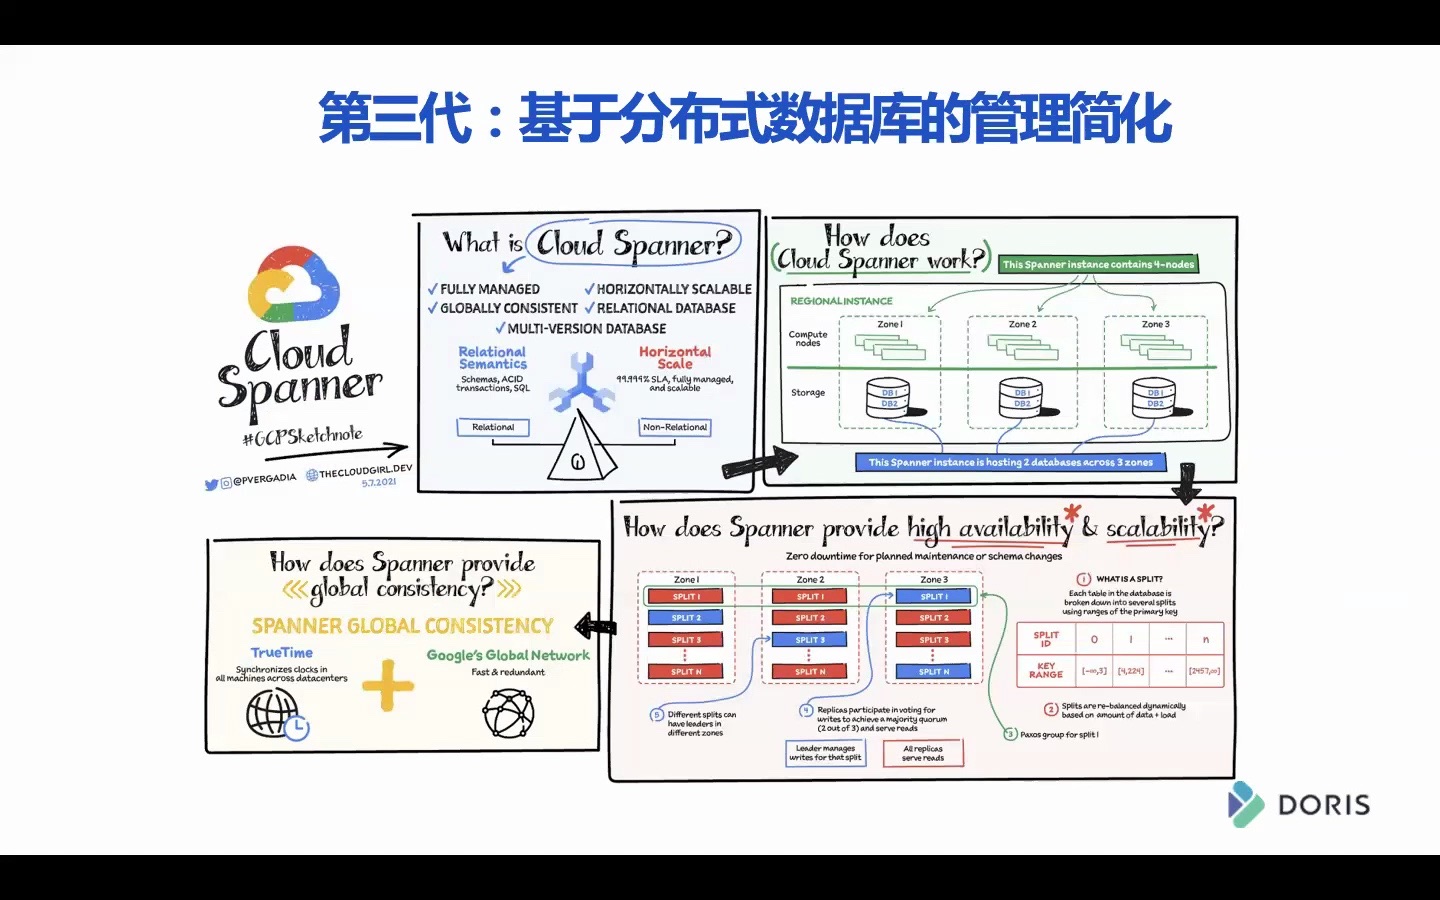 第三代：基于分布式数据库的管理简化
Cloud
Spanner
#GCPSketchnote
@PVERGADIA THECLOUDGIRL.DEV
5.7.2021
What is Cloud Spanner?
✓ FULLY MANAGED ✓ HORIZONTALLY SCALABLE
✓ GLOBALLY CONSISTENT ✓ RELATIONAL DATABASE
✓ MULTI-VERSION DATABASE
Relational
Semantics
Schemas, ACID
transactions, SQL
Horizontal
Scale
99.999% SLA, fully managed,
and scalable
Relational
Non-Relational
How does
(Cloud Spanner work?)
This Spanner instance contains 4-nodes
REGIONAL INSTANCE
Zone 1 Zone 2 Zone 3
Compute
nodes
Storage
DB1 DB1 DB1
DB2 DB2 DB2
This Spanner instance is hosting 2 databases across 3 zones
How does Spanner provide high availability* & scalability*?
Zero downtime for planned maintenance or schema changes
Zone 1 Zone 2 Zone 3
SPLIT 1 SPLIT 1 SPLIT 1
SPLIT 2 SPLIT 2 SPLIT 2
SPLIT 3 SPLIT 3 SPLIT 3
SPLIT N SPLIT N SPLIT N
1 WHAT IS A SPLIT?
Each table in the database is
broken down into several splits
using ranges of the primary key
SPLIT ID 0 1 ... n
KEY RANGE [-∞,3] [4,224] ... [2457,∞]
2 Splits are re-balanced dynamically
based on amount of data + load
3 Paxos group for split 1
4 Replicas participate in voting for
writes to achieve a majority quorum
(2 out of 3) and serve reads
5 Different splits can
have leaders in
different zones
Leader manages
writes for that split
All replicas
serve reads
How does Spanner provide
global consistency?
SPANNER GLOBAL CONSISTENCY
TrueTime
Synchronizes clocks in
all machines across datacenters
Google's Global Network
Fast & redundant
DORIS